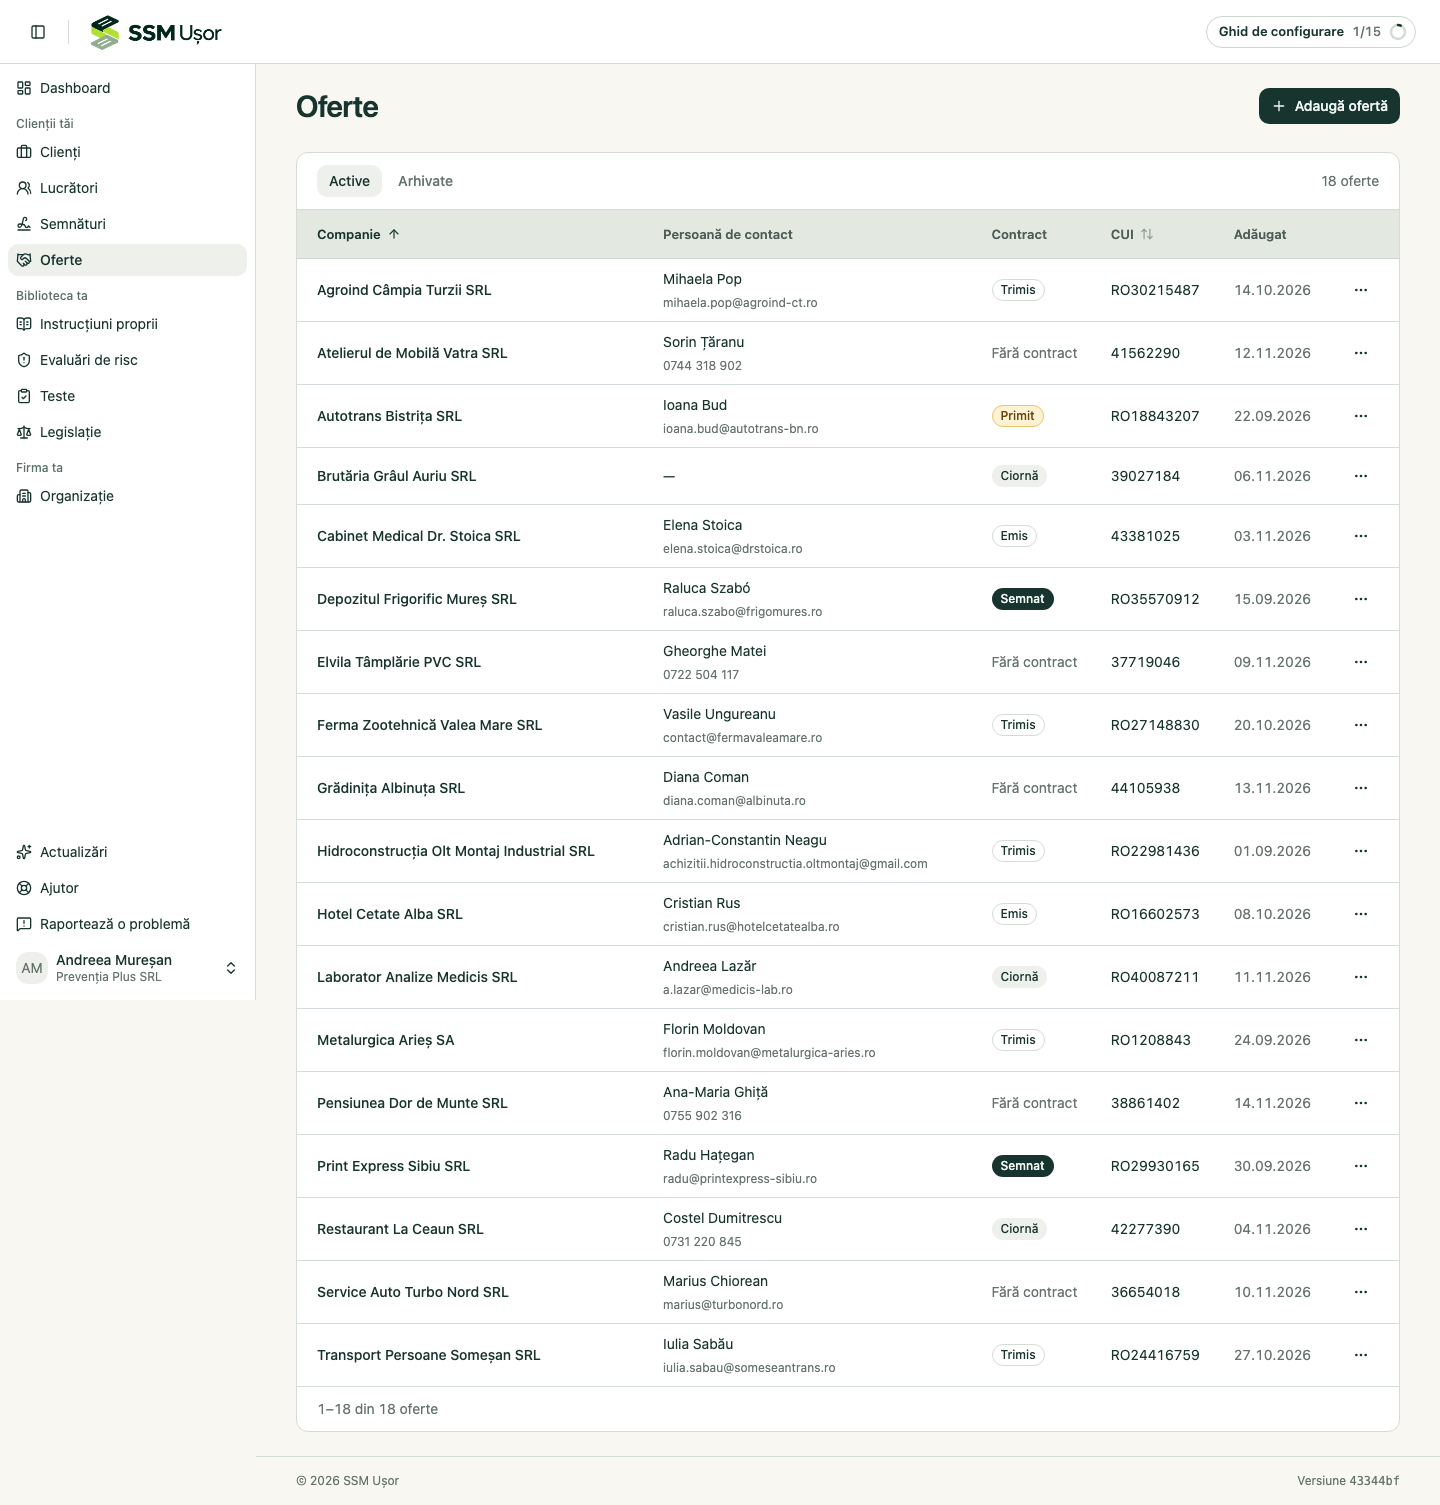 SSM Ușor
Ghid de configurare 1/15
Dashboard
Clienții tăi
Clienți
Lucrători
Semnături
Oferte
Biblioteca ta
Instrucțiuni proprii
Evaluări de risc
Teste
Legislație
Firma ta
Organizație
Actualizări
Ajutor
Raportează o problemă
AM
Andreea Mureșan
Prevenția Plus SRL
Oferte
Adaugă ofertă
Active Arhivate 18 oferte
Companie Persoană de contact Contract CUI Adăugat
Agroind Câmpia Turzii SRL Mihaela Pop Trimis RO30215487 14.10.2026
mihaela.pop@agroind-ct.ro
Atelierul de Mobilă Vatra SRL Sorin Țăranu Fără contract 41562290 12.11.2026
0744 318 902
Autotrans Bistrița SRL Ioana Bud Primit RO18843207 22.09.2026
ioana.bud@autotrans-bn.ro
Brutăria Grâul Auriu SRL — Ciornă 39027184 06.11.2026
Cabinet Medical Dr. Stoica SRL Elena Stoica Emis 43381025 03.11.2026
elena.stoica@drstoica.ro
Depozitul Frigorific Mureș SRL Raluca Szabó Semnat RO35570912 15.09.2026
raluca.szabo@frigomures.ro
Elvila Tâmplărie PVC SRL Gheorghe Matei Fără contract 37719046 09.11.2026
0722 504 117
Ferma Zootehnică Valea Mare SRL Vasile Ungureanu Trimis RO27148830 20.10.2026
contact@fermavaleamare.ro
Grădinița Albinuța SRL Diana Coman Fără contract 44105938 13.11.2026
diana.coman@albinuta.ro
Hidroconstrucția Olt Montaj Industrial SRL Adrian-Constantin Neagu Trimis RO22981436 01.09.2026
achizitii.hidroconstructia.oltmontaj@gmail.com
Hotel Cetate Alba SRL Cristian Rus Emis RO16602573 08.10.2026
cristian.rus@hotelcetatealba.ro
Laborator Analize Medicis SRL Andreea Lazăr Ciornă RO40087211 11.11.2026
a.lazar@medicis-lab.ro
Metalurgica Arieș SA Florin Moldovan Trimis RO1208843 24.09.2026
florin.moldovan@metalurgica-aries.ro
Pensiunea Dor de Munte SRL Ana-Maria Ghiță Fără contract 38861402 14.11.2026
0755 902 316
Print Express Sibiu SRL Radu Hațegan Semnat RO29930165 30.09.2026
radu@printexpress-sibiu.ro
Restaurant La Ceaun SRL Costel Dumitrescu Ciornă 42277390 04.11.2026
0731 220 845
Service Auto Turbo Nord SRL Marius Chiorean Fără contract 36654018 10.11.2026
marius@turbonord.ro
Transport Persoane Someșan SRL Iulia Sabău Trimis RO24416759 27.10.2026
iulia.sabau@someseantrans.ro
1–18 din 18 oferte
© 2026 SSM Ușor Versiune 43344bf